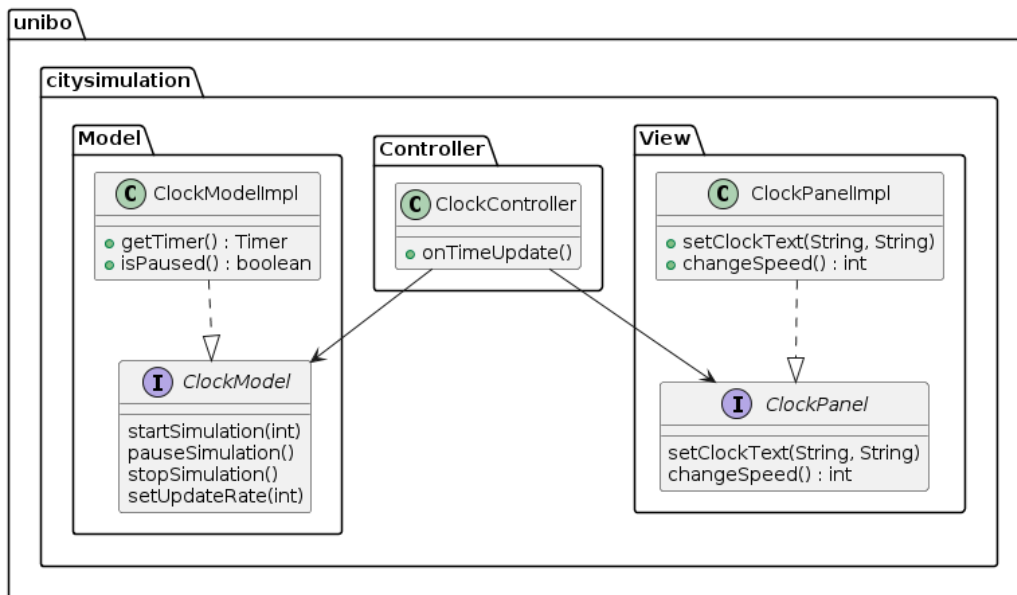 unibo
citysimulation
Model
C ClockModelImpl
getTimer() : Timer
isPaused() : boolean
I ClockModel
startSimulation(int)
pauseSimulation()
stopSimulation()
setUpdateRate(int)
Controller
C ClockController
onTimeUpdate()
View
C ClockPanelImpl
setClockText(String, String)
changeSpeed() : int
I ClockPanel
setClockText(String, String)
changeSpeed() : int